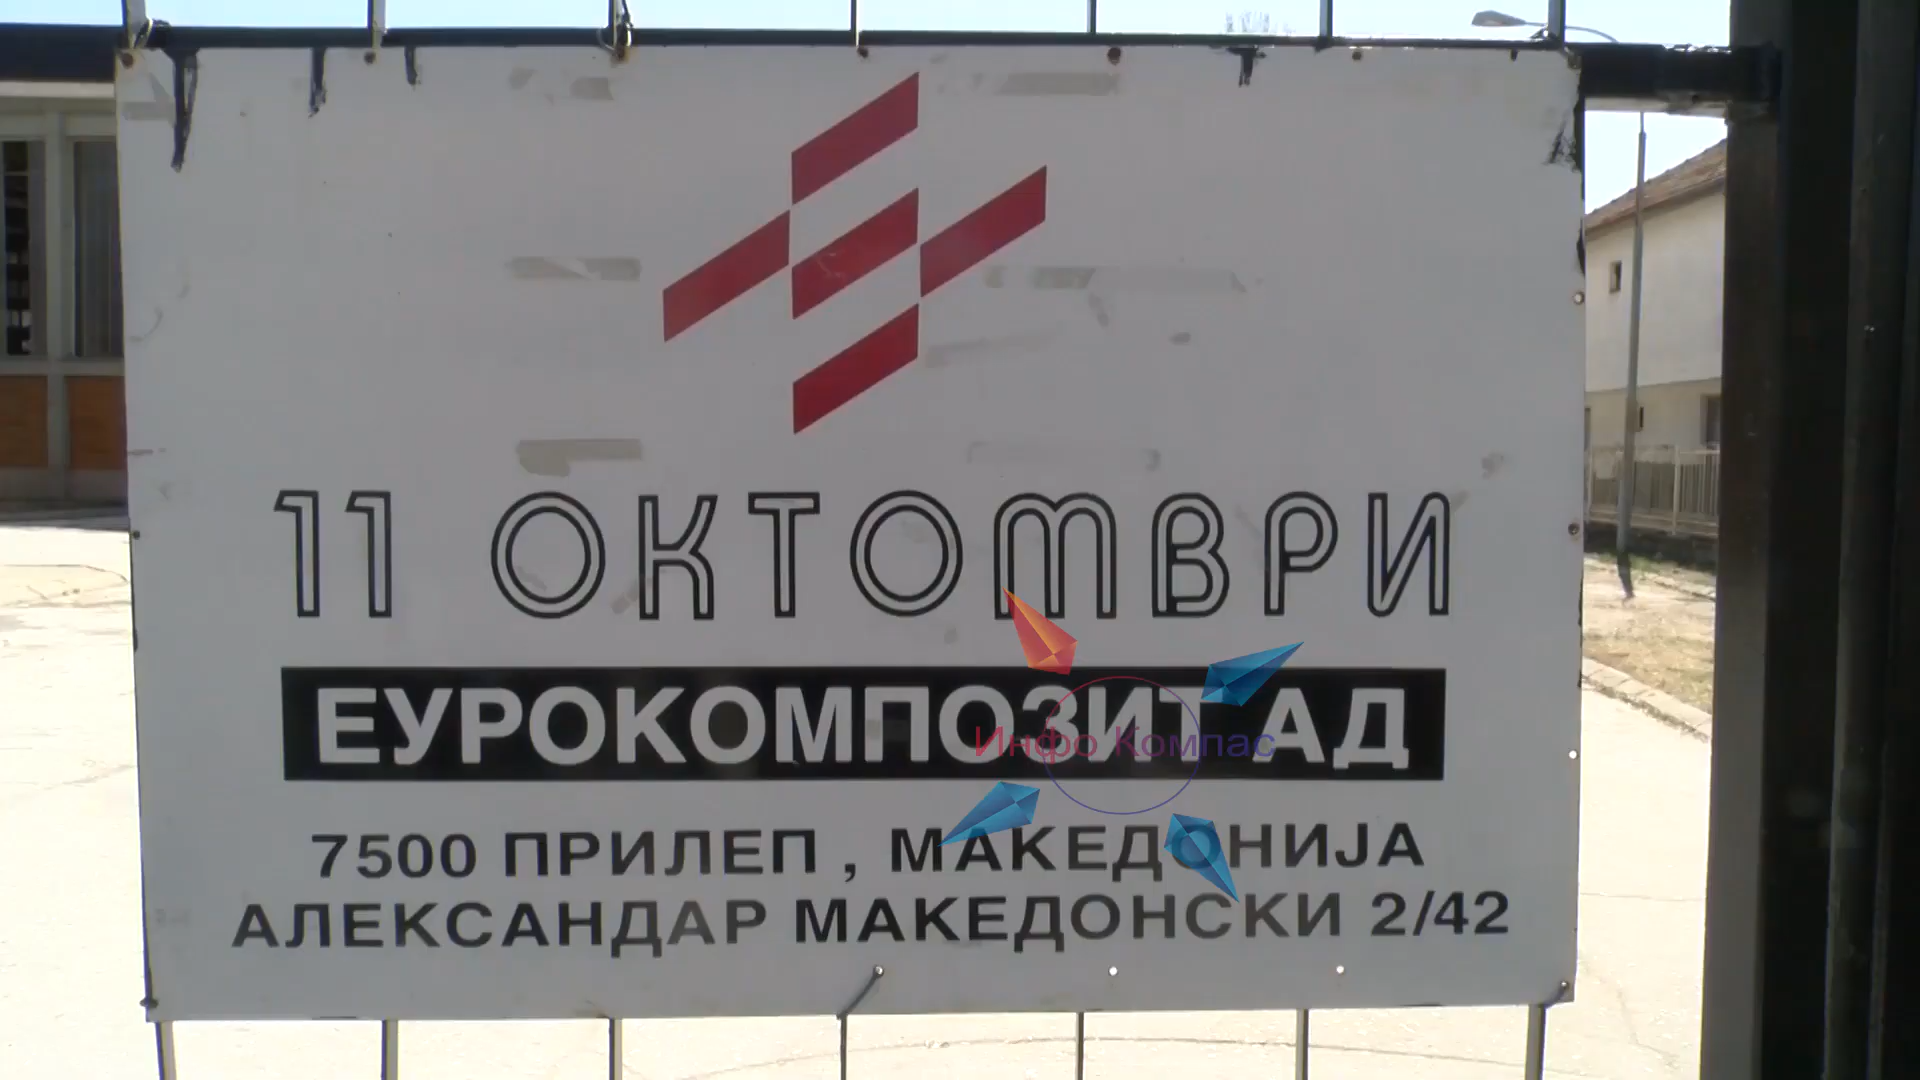 11 ОКТОМВРИ
ЕУРОКОМПОЗИТ АД
Инфо Компас
7500 ПРИЛЕП , МАКЕДОНИЈА
АЛЕКСАНДАР МАКЕДОНСКИ 2/42